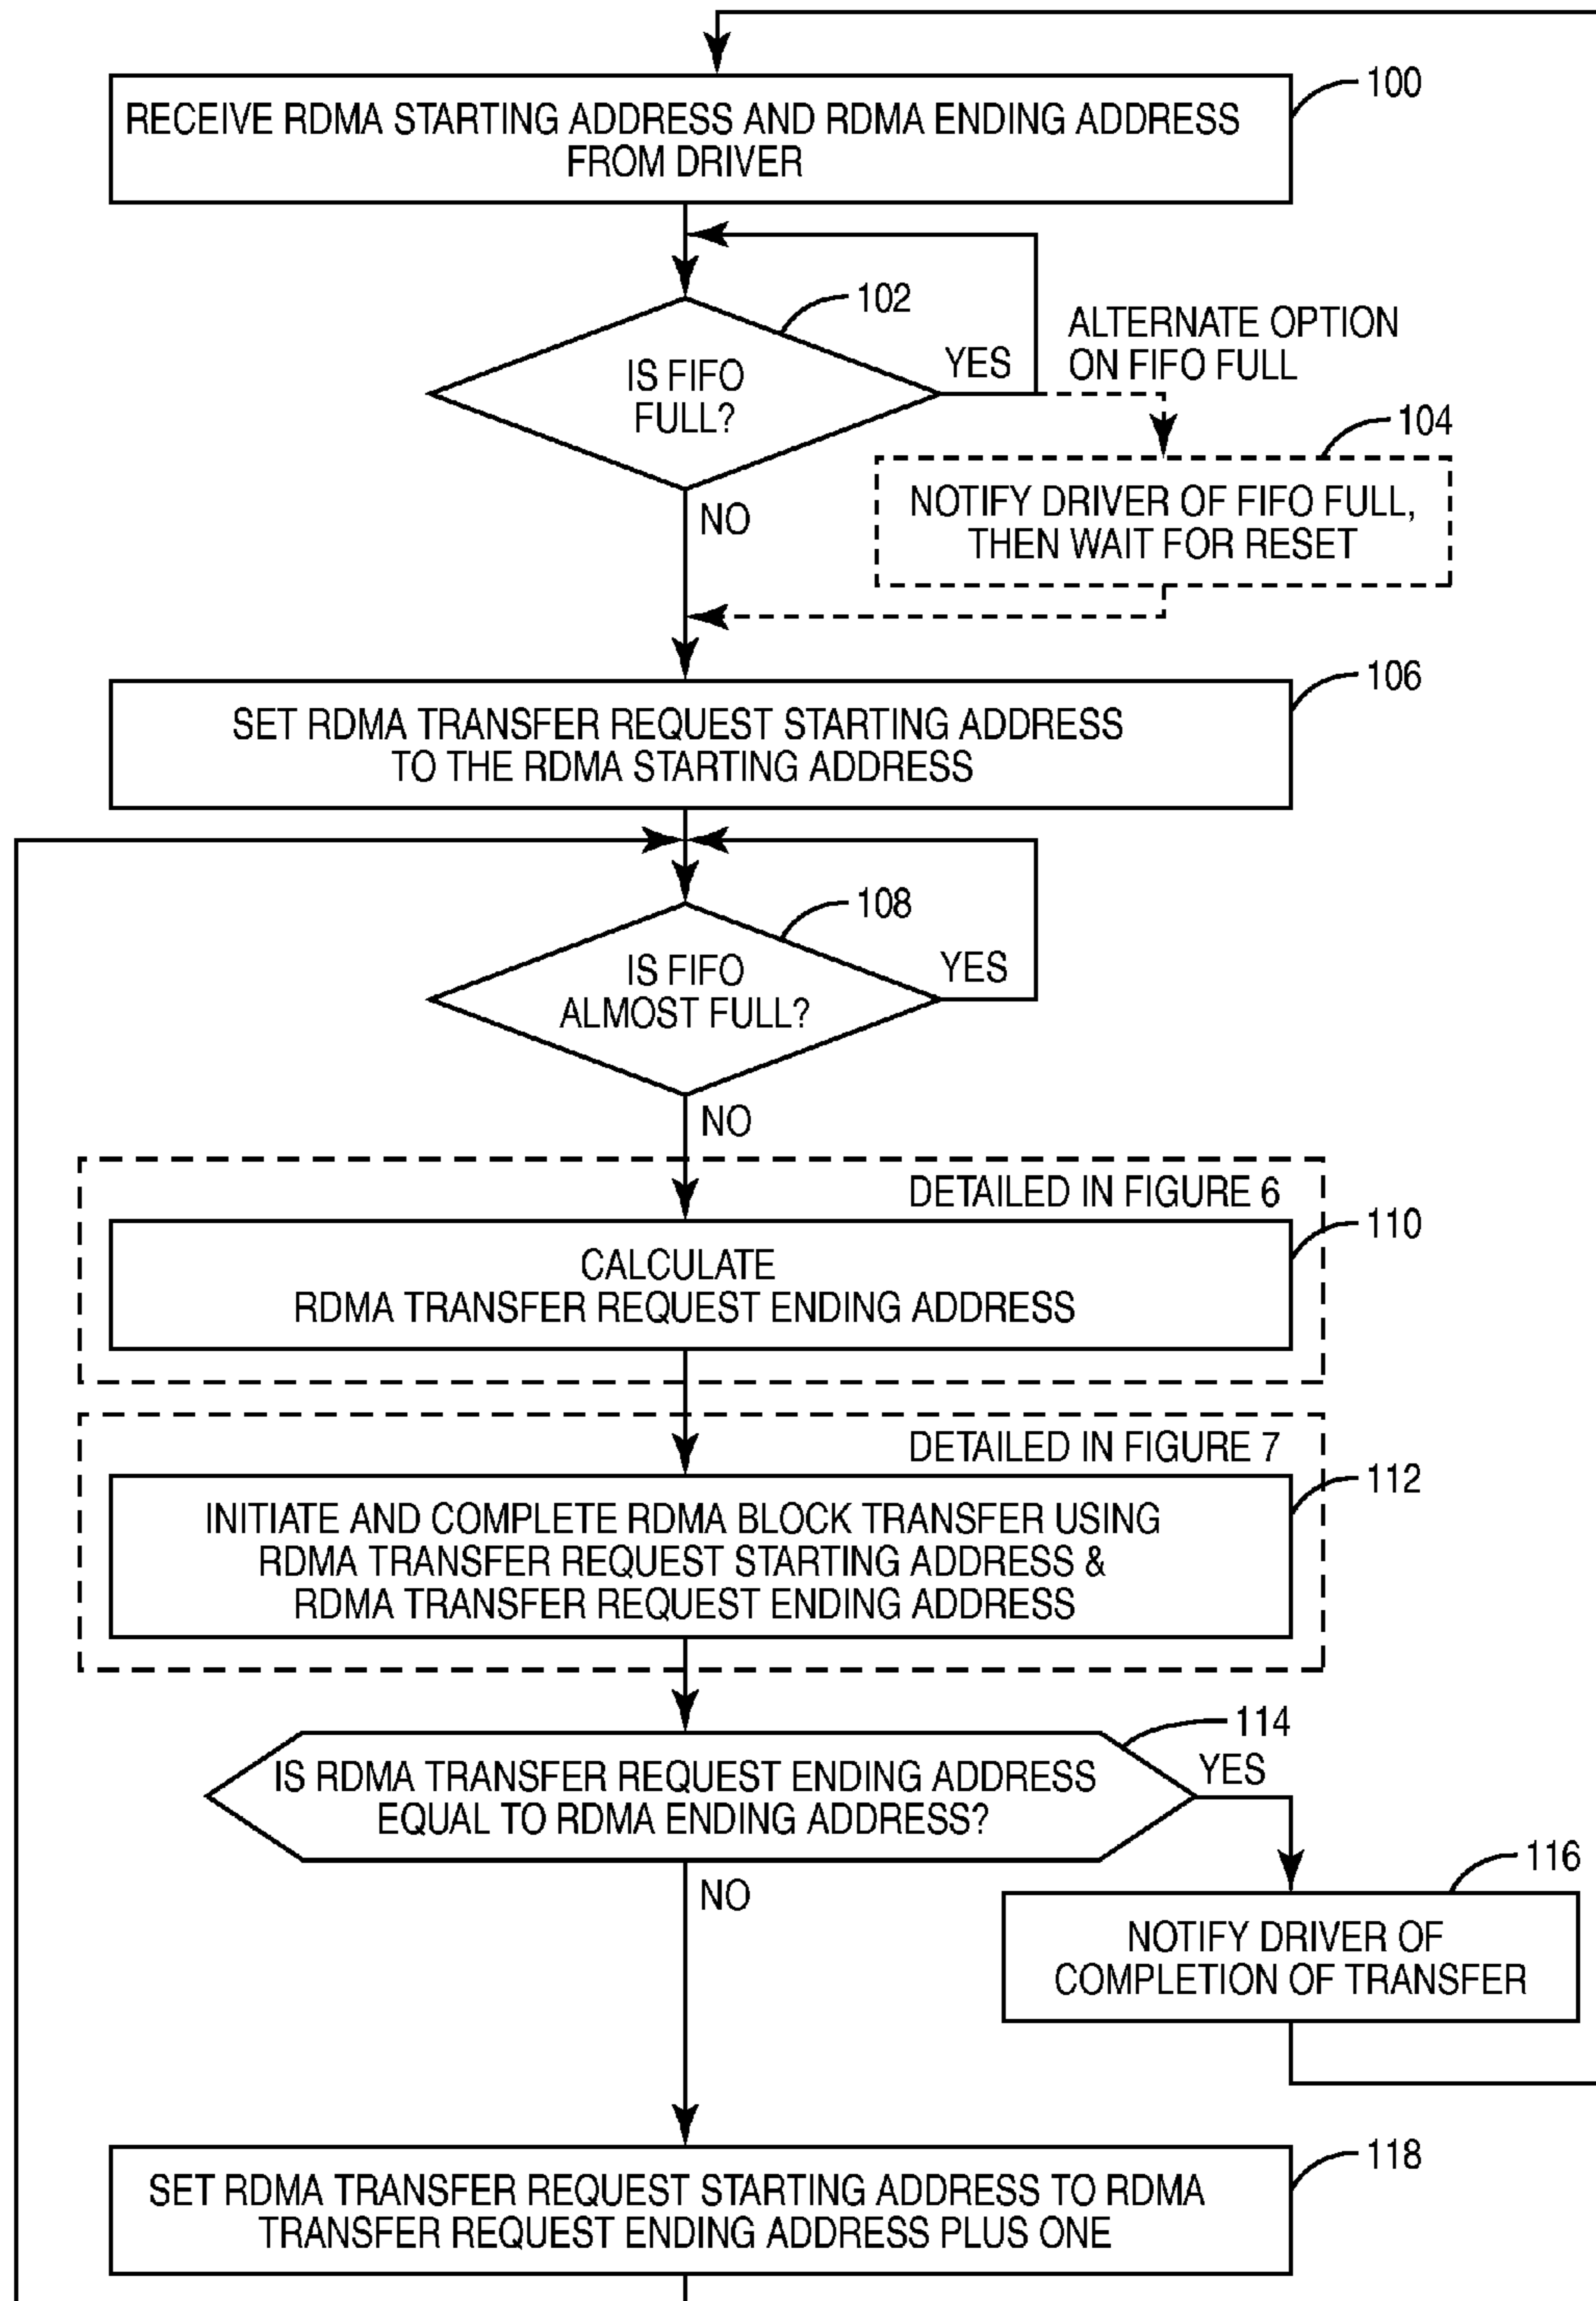 100
RECEIVE RDMA STARTING ADDRESS AND RDMA ENDING ADDRESS
FROM DRIVER
102
IS FIFO
FULL?
YES
ALTERNATE OPTION
ON FIFO FULL
104
NOTIFY DRIVER OF FIFO FULL,
THEN WAIT FOR RESET
NO
106
SET RDMA TRANSFER REQUEST STARTING ADDRESS
TO THE RDMA STARTING ADDRESS
108
IS FIFO
ALMOST FULL?
YES
NO
DETAILED IN FIGURE 6
110
CALCULATE
RDMA TRANSFER REQUEST ENDING ADDRESS
DETAILED IN FIGURE 7
112
INITIATE AND COMPLETE RDMA BLOCK TRANSFER USING
RDMA TRANSFER REQUEST STARTING ADDRESS &
RDMA TRANSFER REQUEST ENDING ADDRESS
114
IS RDMA TRANSFER REQUEST ENDING ADDRESS
EQUAL TO RDMA ENDING ADDRESS?
YES
NO
116
NOTIFY DRIVER OF
COMPLETION OF TRANSFER
118
SET RDMA TRANSFER REQUEST STARTING ADDRESS TO RDMA
TRANSFER REQUEST ENDING ADDRESS PLUS ONE